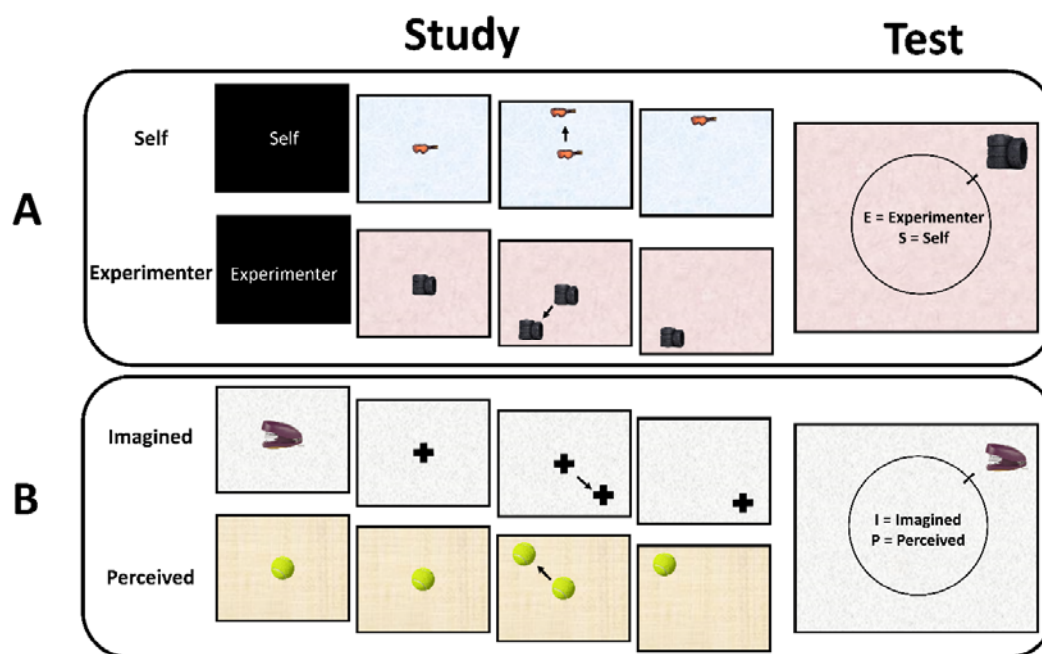 Study
Test
A
Self
Self
Experimenter
Experimenter
E = Experimenter
S = Self
B
Imagined
Perceived
I = Imagined
P = Perceived